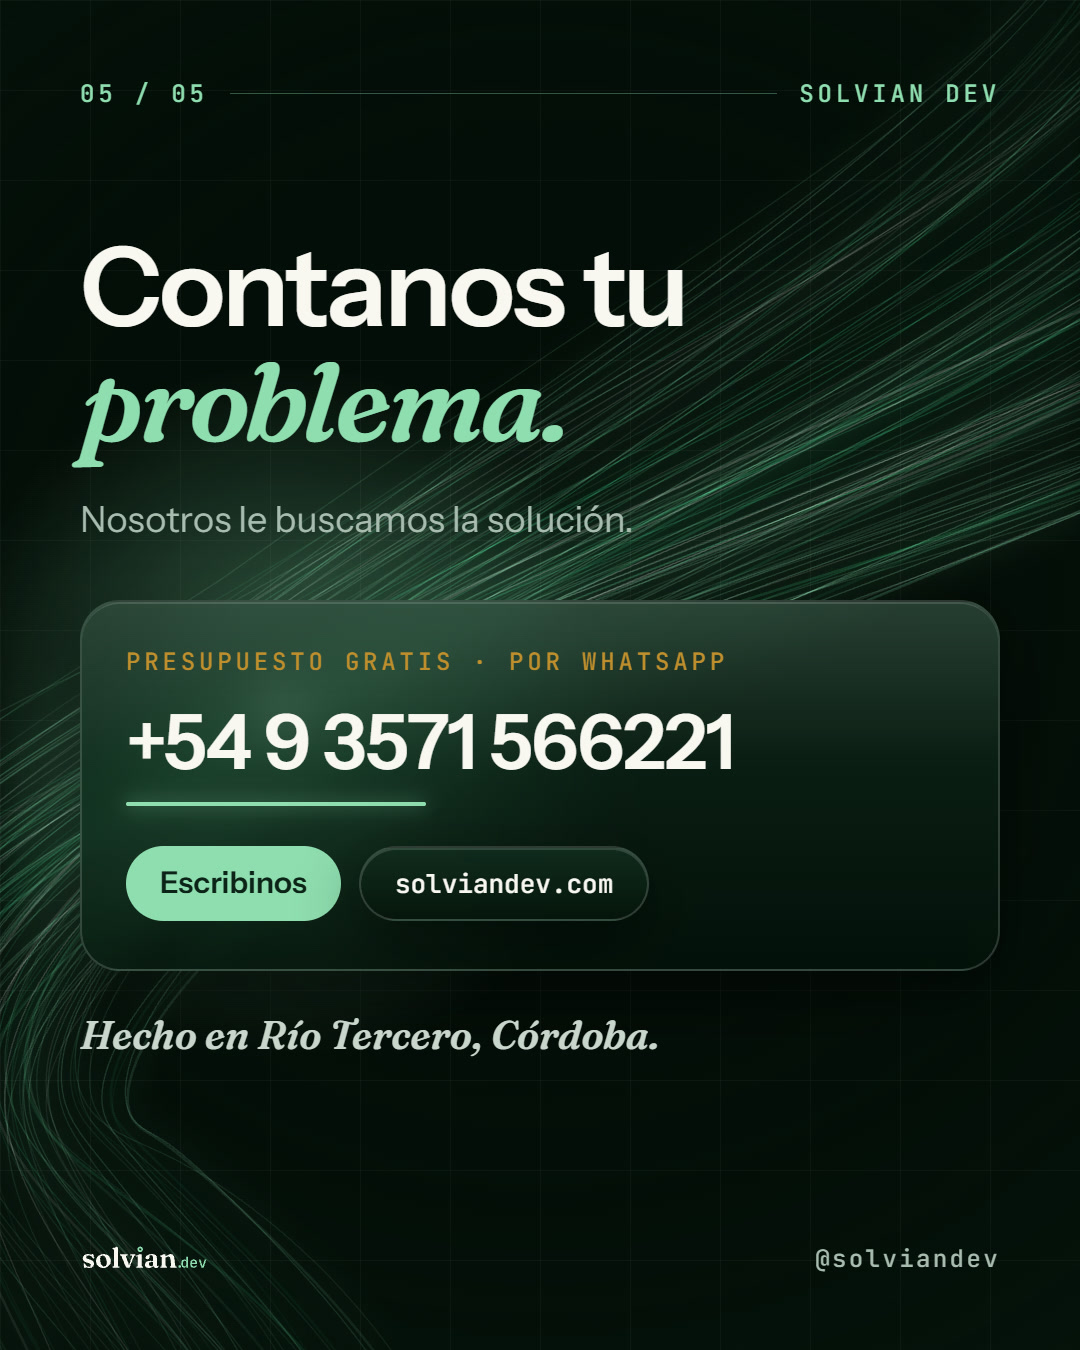 05 / 05
SOLVIAN DEV
Contanos tu
problema.
Nosotros le buscamos la solución.
PRESUPUESTO GRATIS · POR WHATSAPP
+54 9 3571 566221
Escribinos
solviandev.com
Hecho en Río Tercero, Córdoba.
solvian.dev
@solviandev